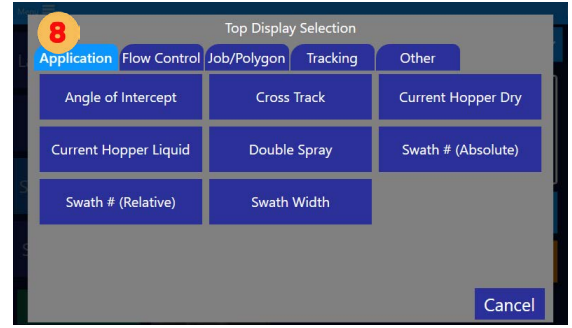 8
Top Display Selection
Application Flow Control Job/Polygon Tracking Other
Angle of Intercept Cross Track Current Hopper Dry
Current Hopper Liquid Double Spray Swath # (Absolute)
Swath # (Relative) Swath Width
Cancel